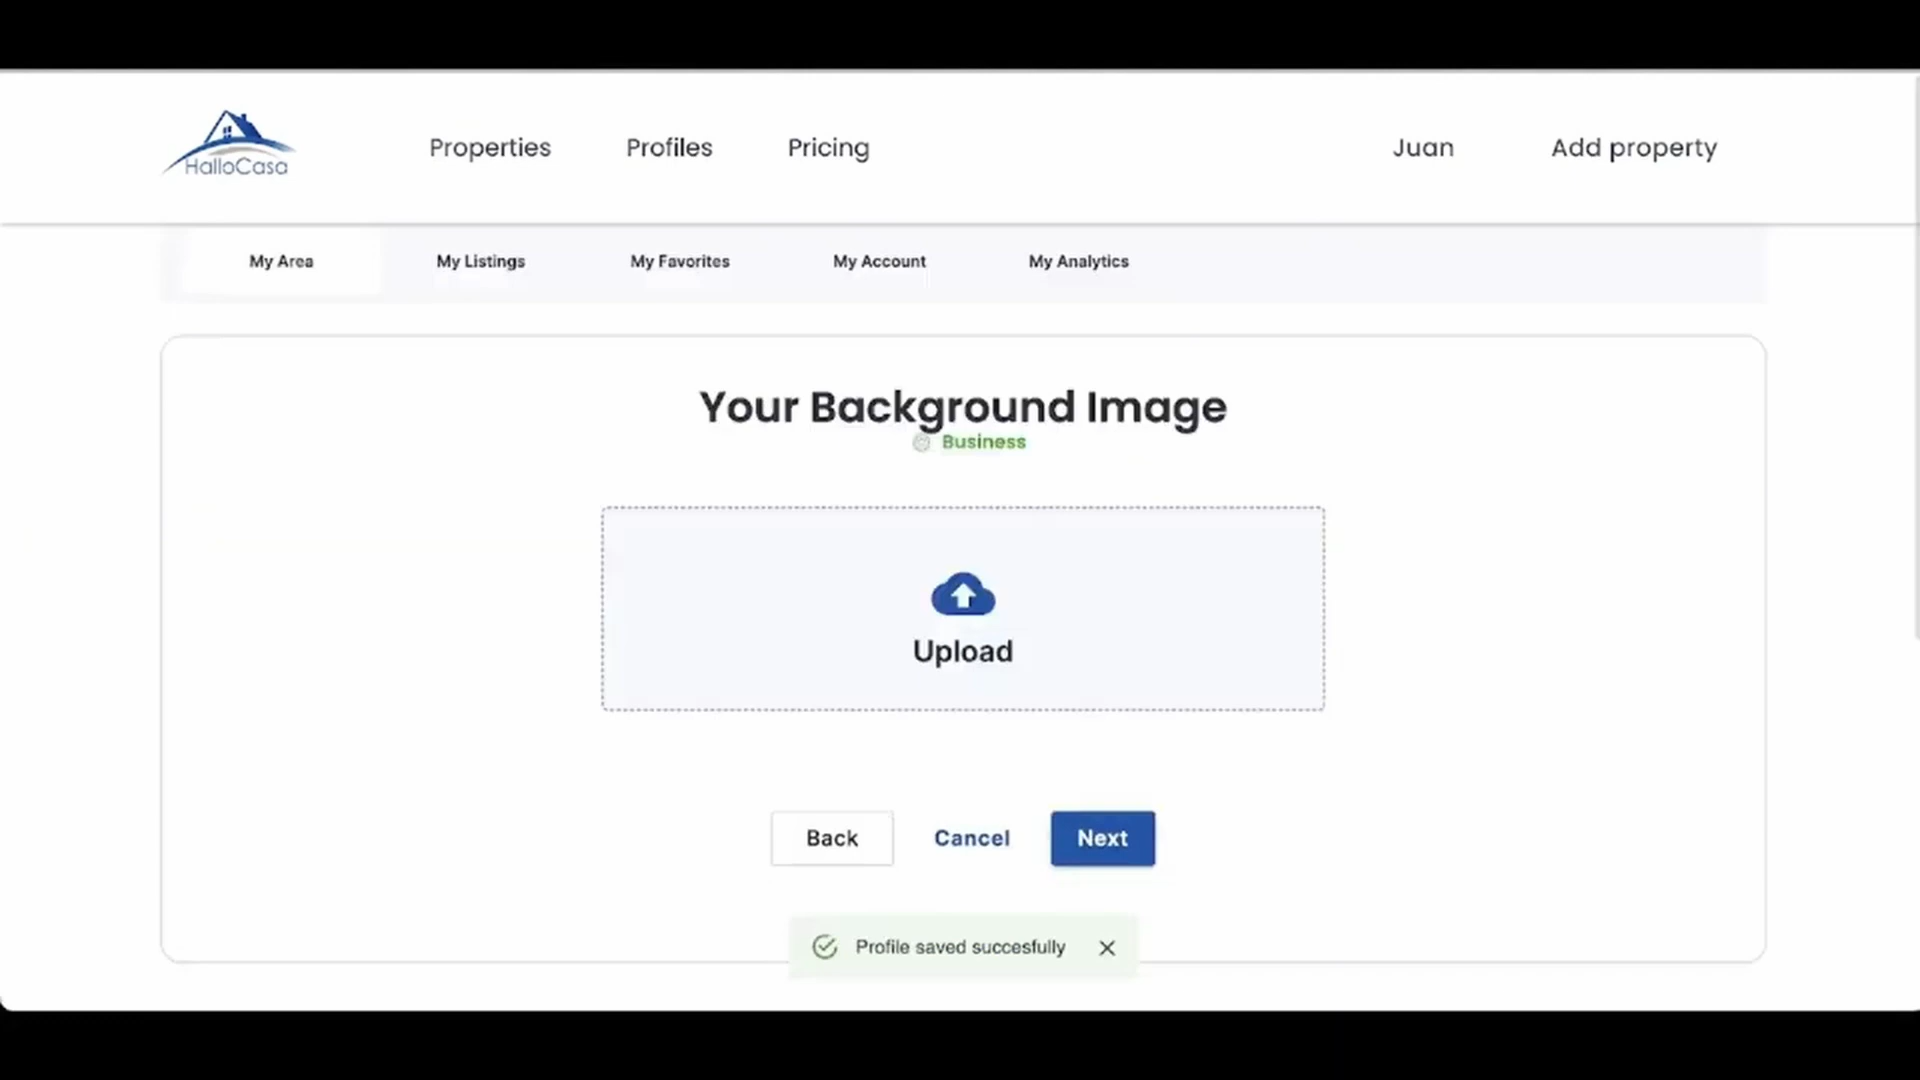 HalloCasa
Properties
Profiles
Pricing
Juan
Add property
My Area
My Listings
My Favorites
My Account
My Analytics
Your Background Image
Business
Upload
Back
Cancel
Next
Profile saved succesfully